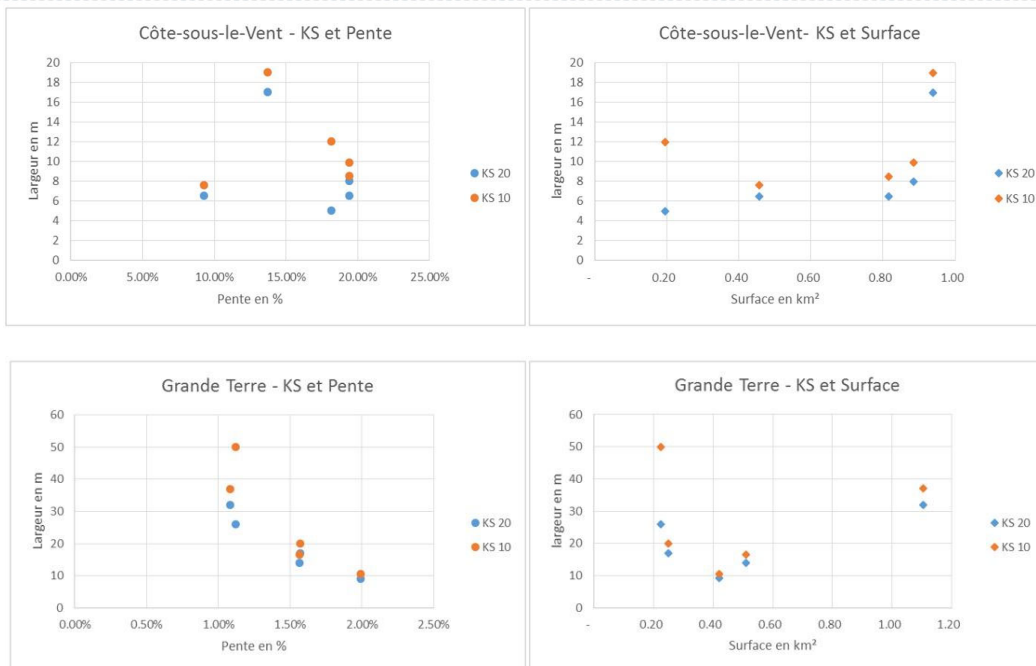 Côte-sous-le-Vent - KS et Pente
20
18
16
14
12
10
8
6
4
2
0
Largeur en m
0.00% 5.00% 10.00% 15.00% 20.00% 25.00%
Pente en %
KS 20
KS 10
Côte-sous-le-Vent- KS et Surface
20
18
16
14
12
10
8
6
4
2
0
largeur en m
- 0.20 0.40 0.60 0.80 1.00
Surface en km²
KS 20
KS 10
Grande Terre - KS et Pente
60
50
40
30
20
10
0
Largeur en m
0.00% 0.50% 1.00% 1.50% 2.00% 2.50%
Pente en %
KS 20
KS 10
Grande Terre - KS et Surface
60
50
40
30
20
10
0
largeur en m
- 0.20 0.40 0.60 0.80 1.00 1.20
Surface en km²
KS 20
KS 10